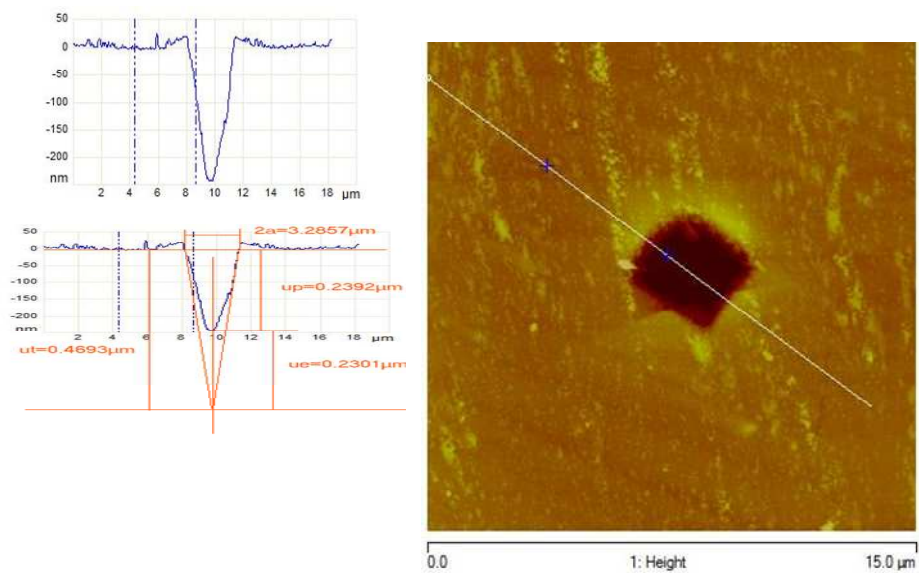 50
0
-50
-100
-150
-200
nm
2 4 6 8 10 12 14 16 18 µm
2a=3.2857µm
50
0
-50
up=0.2392µm
-100
-150
-200
nm
2 4 6 8 10 12 14 16 18 µm
ut=0.4693µm
ue=0.2301µm
0.0 1: Height 15.0 µm